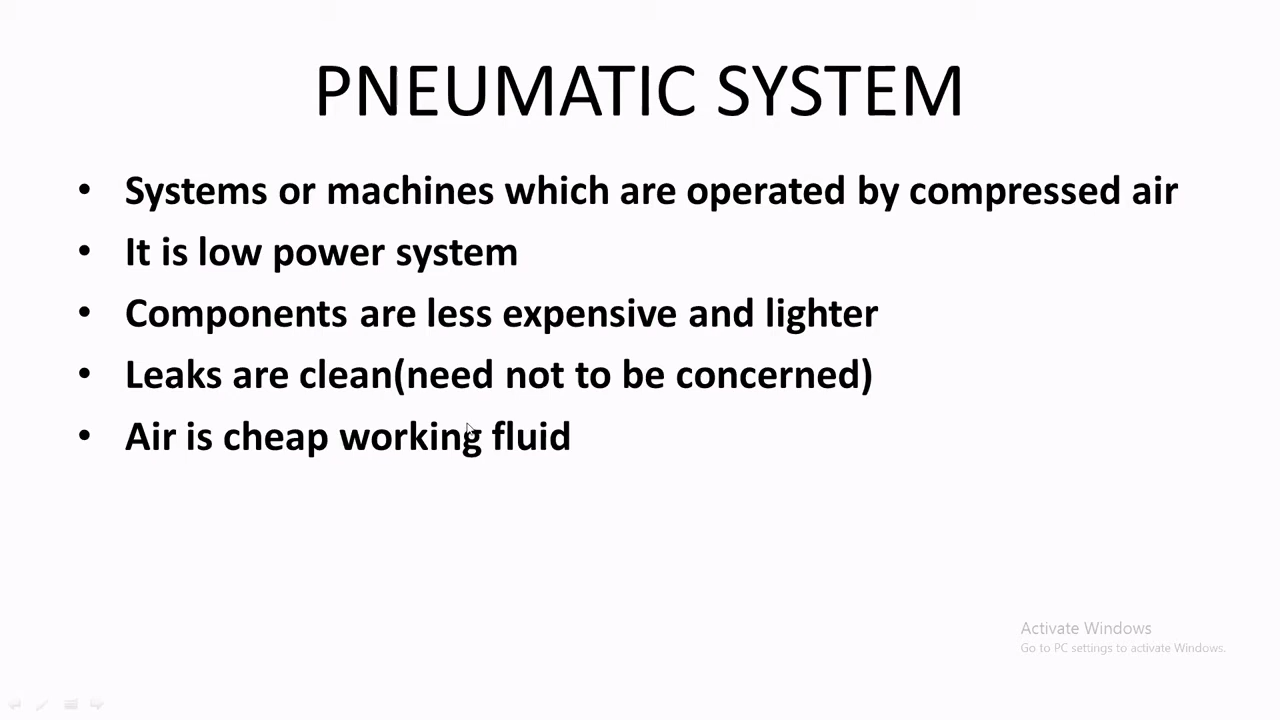 PNEUMATIC SYSTEM
• Systems or machines which are operated by compressed air
• It is low power system
• Components are less expensive and lighter
• Leaks are clean(need not to be concerned)
• Air is cheap working fluid
Activate Windows
Go to PC settings to activate Windows.